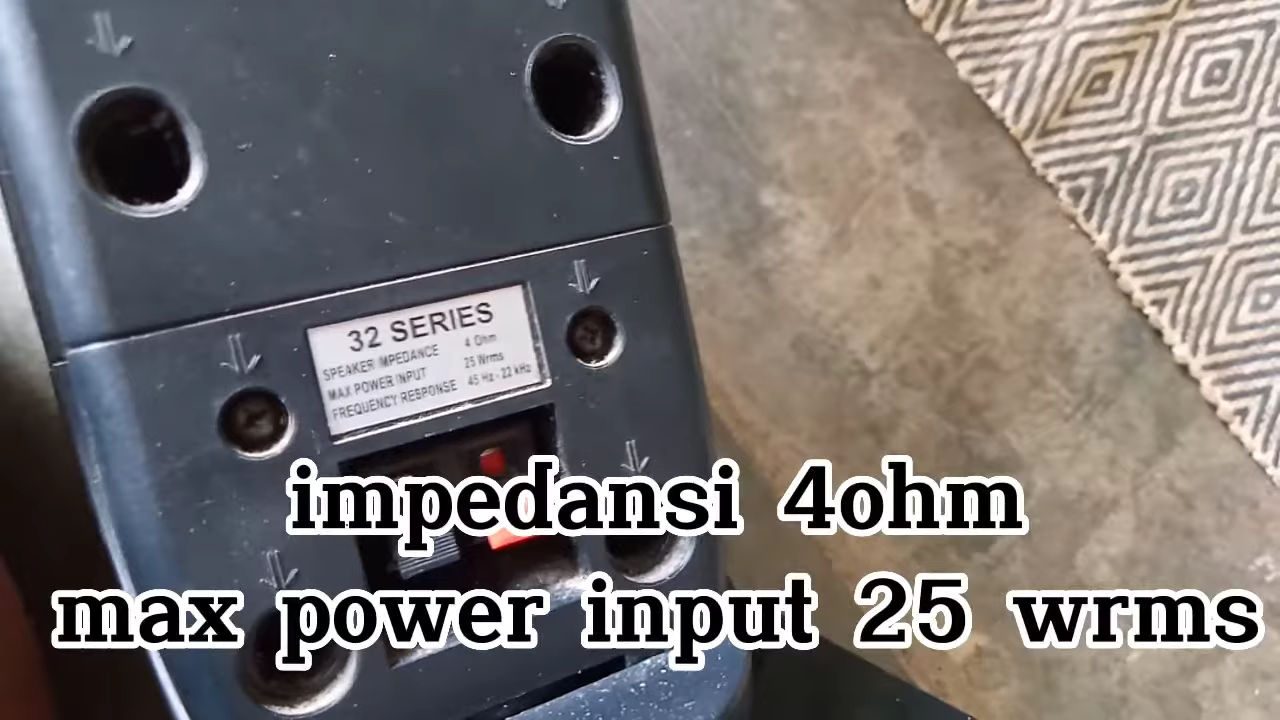 32 SERIES
SPEAKER IMPEDANCE 4 Ohm
MAX POWER INPUT 25 Wrms
FREQUENCY RESPONSE 45 Hz - 22 kHz
impedansi 4ohm
max power input 25 wrms